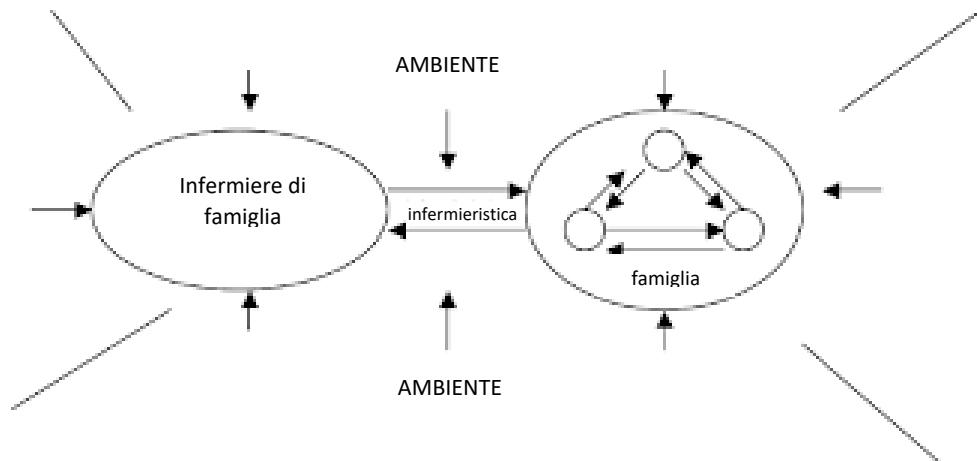 AMBIENTE
Infermiere di
famiglia
infermieristica
famiglia
AMBIENTE